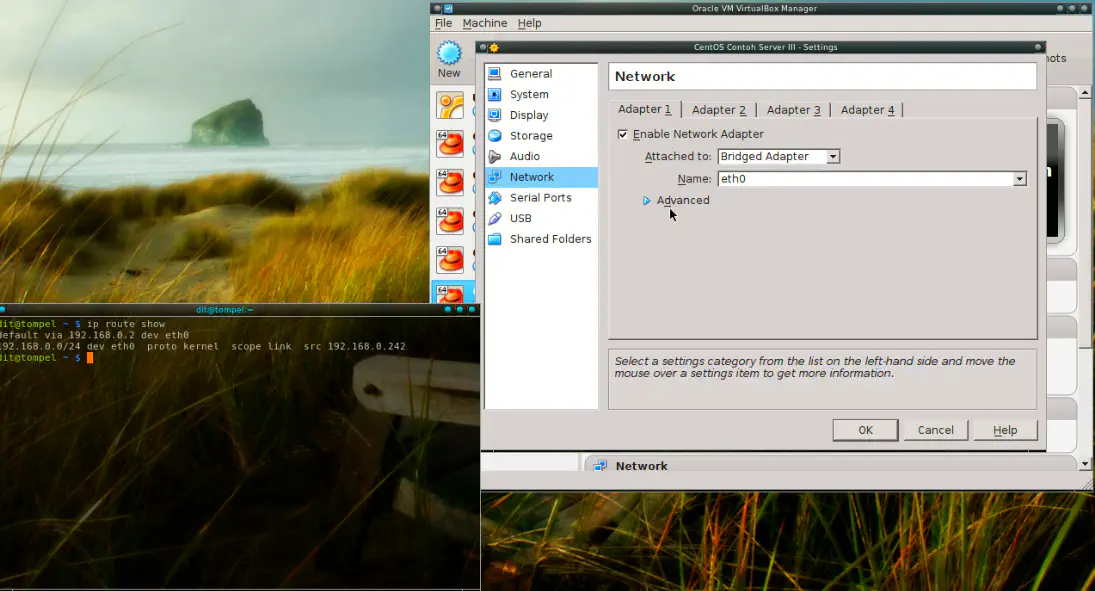 Oracle VM VirtualBox Manager
File Machine Help
New
CentOS Contoh Server III - Settings
General
System
Display
Storage
Audio
Network
Serial Ports
USB
Shared Folders
Network
Adapter 1 Adapter 2 Adapter 3 Adapter 4
Enable Network Adapter
Attached to: Bridged Adapter
Name: eth0
Advanced
Select a settings category from the list on the left-hand side and move the
mouse over a settings item to get more information.
OK Cancel Help
Network
64
64
64
64
64
dit@tompel:~
dit@tompel ~ $ ip route show
default via 192.168.0.2 dev eth0
192.168.0.0/24 dev eth0 proto kernel scope link src 192.168.0.242
dit@tompel ~ $